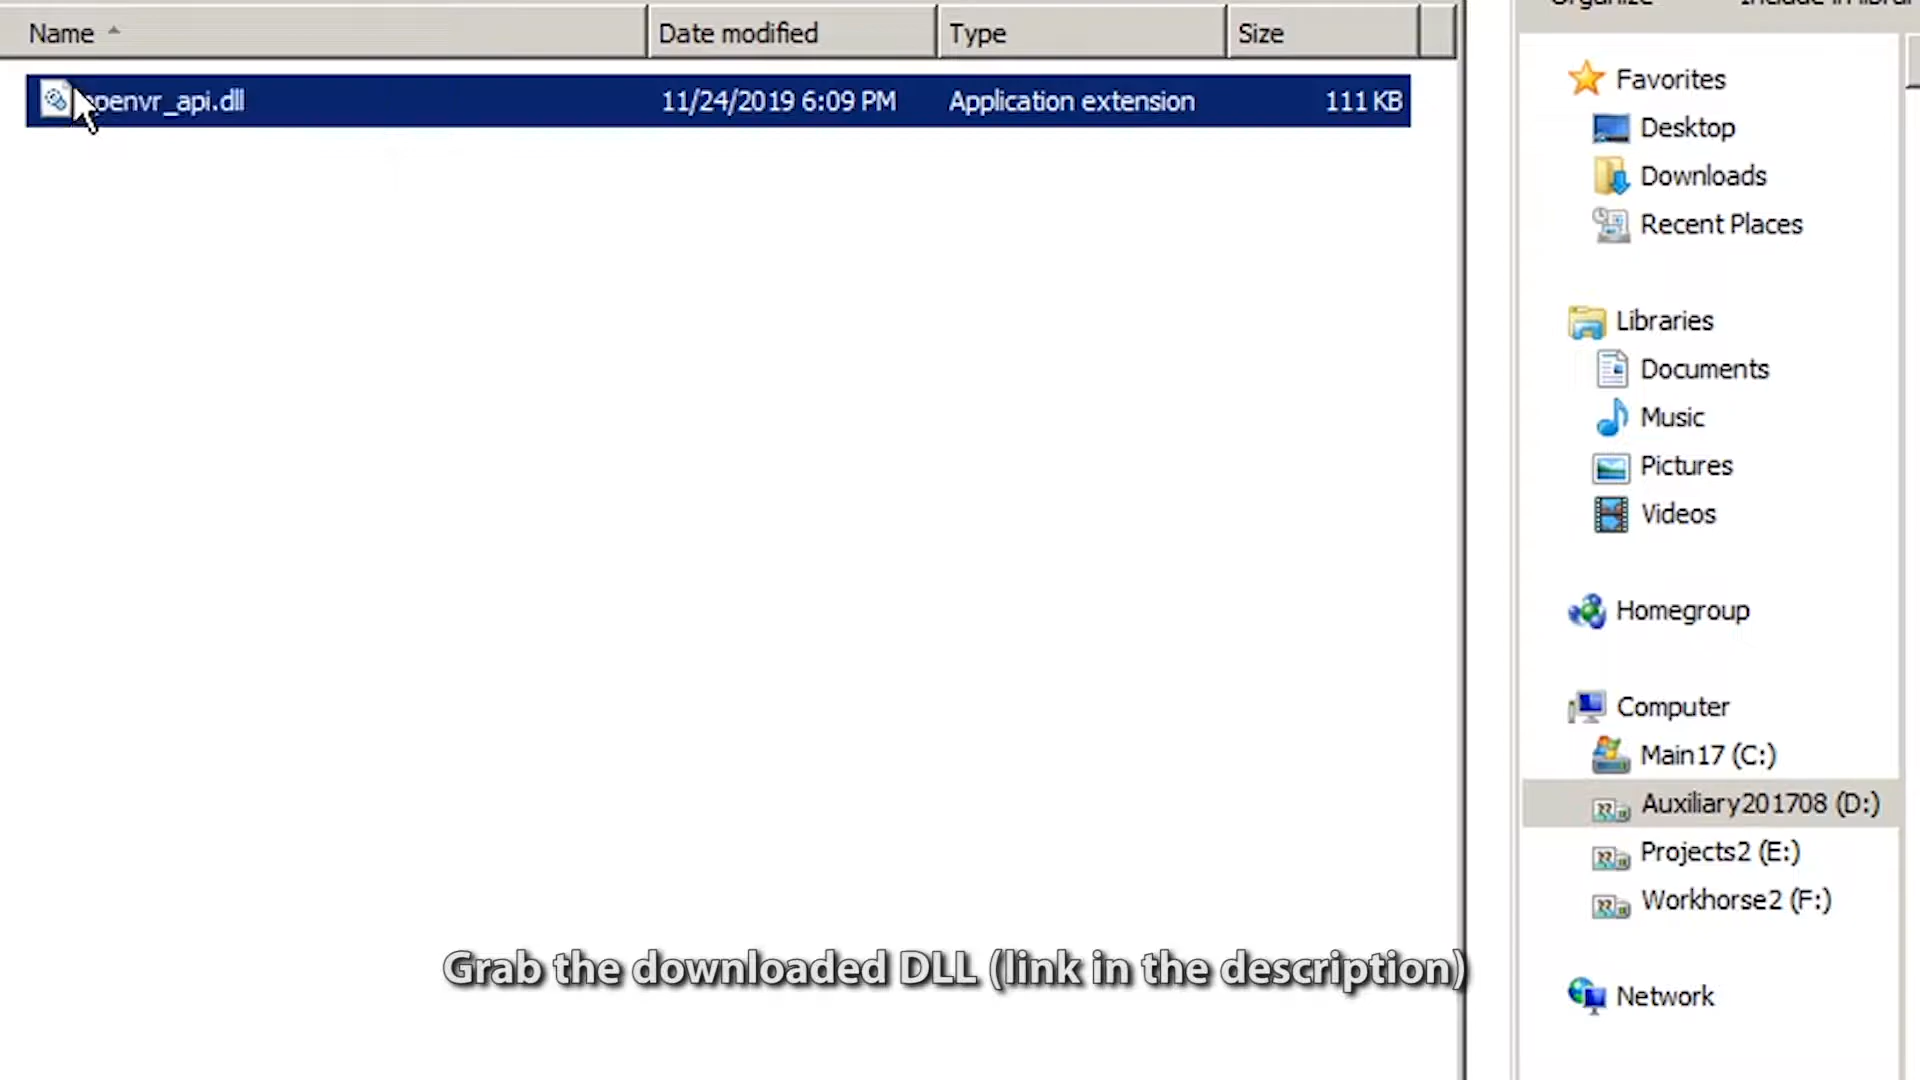 Name
Date modified
Type
Size
openvr_api.dll
11/24/2019 6:09 PM
Application extension
111 KB
Organize
Favorites
Desktop
Downloads
Recent Places
Libraries
Documents
Music
Pictures
Videos
Homegroup
Computer
Main17 (C:)
Auxiliary201708 (D:)
Projects2 (E:)
Workhorse2 (F:)
Network
Grab the downloaded DLL (link in the description)